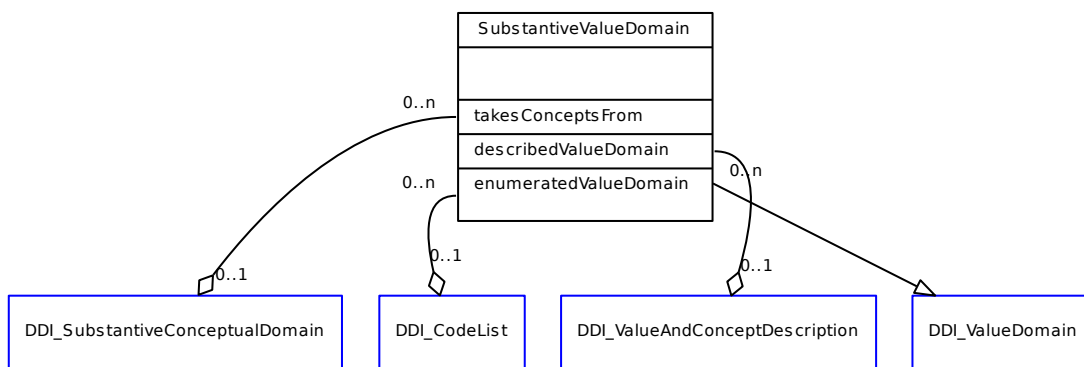 SubstantiveValueDomain
0..n
takesConceptsFrom
describedValueDomain
0..n
0..n
enumeratedValueDomain
0..1
0..1
0..1
DDI_SubstantiveConceptualDomain
DDI_CodeList
DDI_ValueAndConceptDescription
DDI_ValueDomain